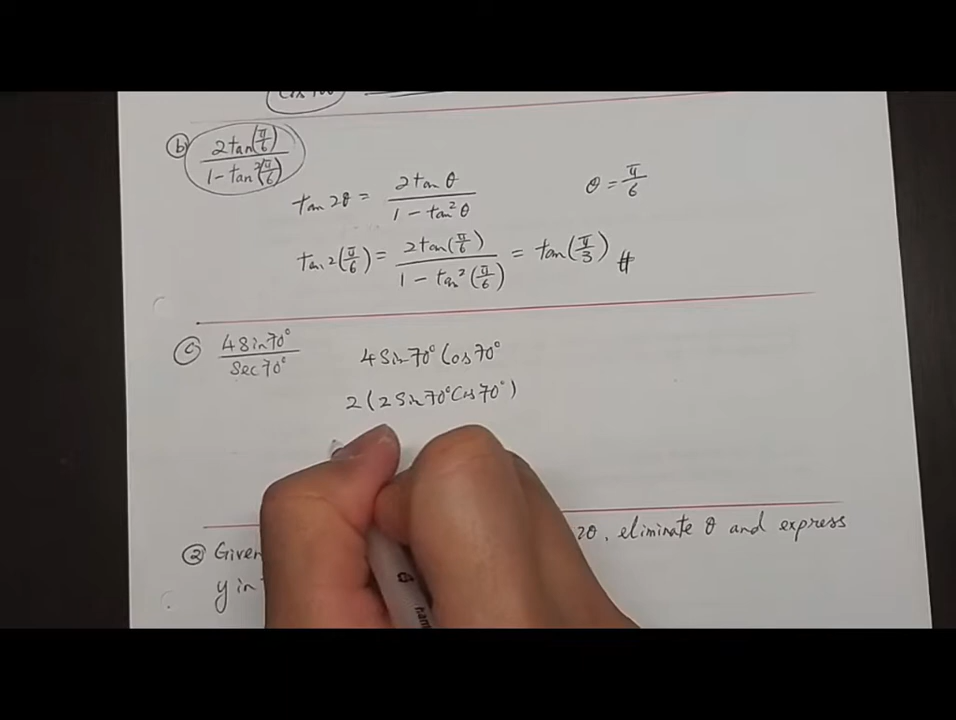 ⓑ 2tan(π/6) / 1 - tan²(π/6)
tan 2θ = 2tan θ / 1 - tan²θ θ = π/6
tan 2(π/6) = 2tan(π/6) / 1 - tan²(π/6) = tan(π/3) #
ⓒ 4Sin70° / Sec70° 4Sin70°Cos70°
2(2Sin70°Cos70°)
② Given 2θ, eliminate θ and express
y in